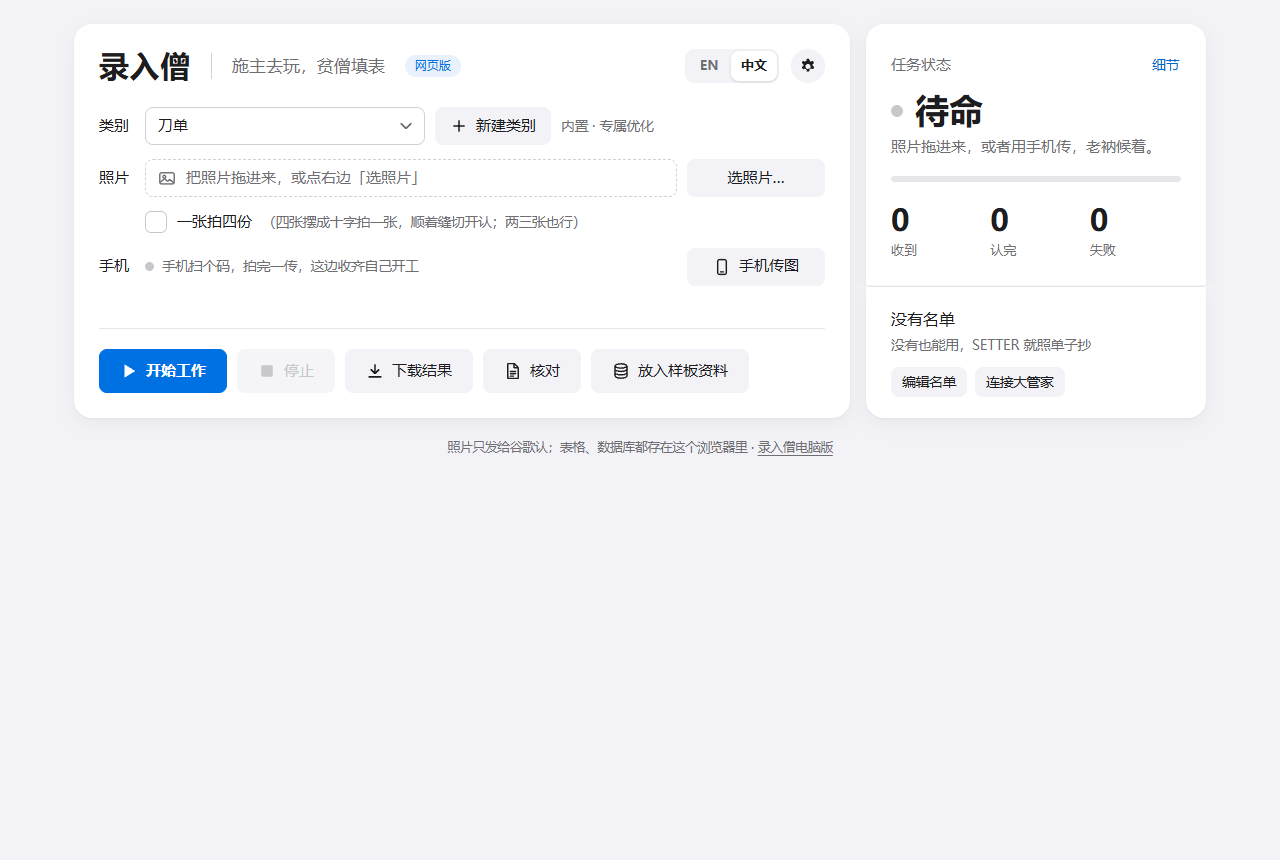 录入僧
施主去玩，贫僧填表
网页版
EN 中文
类别 刀单 新建类别 内置 · 专属优化
照片 把照片拖进来，或点右边「选照片」 选照片...
一张拍四份 （四张摆成十字拍一张，顺着缝切开认；两三张也行）
手机 手机扫个码，拍完一传，这边收齐自己开工 手机传图
开始工作 停止 下载结果 核对 放入样板资料
任务状态 细节
待命
照片拖进来，或者用手机传，老衲候着。
0 0 0
收到 认完 失败
没有名单
没有也能用，SETTER 就照单子抄
编辑名单 连接大管家
照片只发给谷歌认；表格、数据库都存在这个浏览器里 · 录入僧电脑版